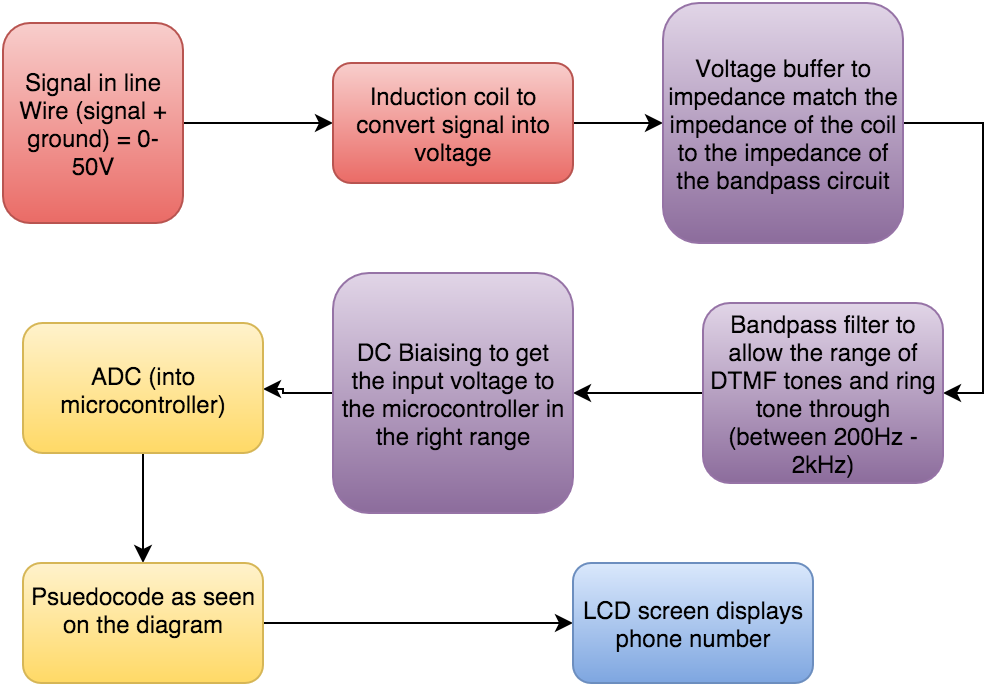 Signal in line
Wire (signal +
ground) = 0-
50V
Induction coil to
convert signal into
voltage
Voltage buffer to
impedance match the
impedance of the coil
to the impedance of
the bandpass circuit
Bandpass filter to
allow the range of
DTMF tones and ring
tone through
(between 200Hz -
2kHz)
DC Biaising to get
the input voltage to
the microcontroller in
the right range
ADC (into
microcontroller)
Psuedocode as seen
on the diagram
LCD screen displays
phone number